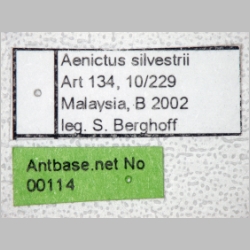 Aenictus silvestrii
Art 134, 10/229
Malaysia, B 2002
leg. S. Berghoff
Antbase.net No
00114